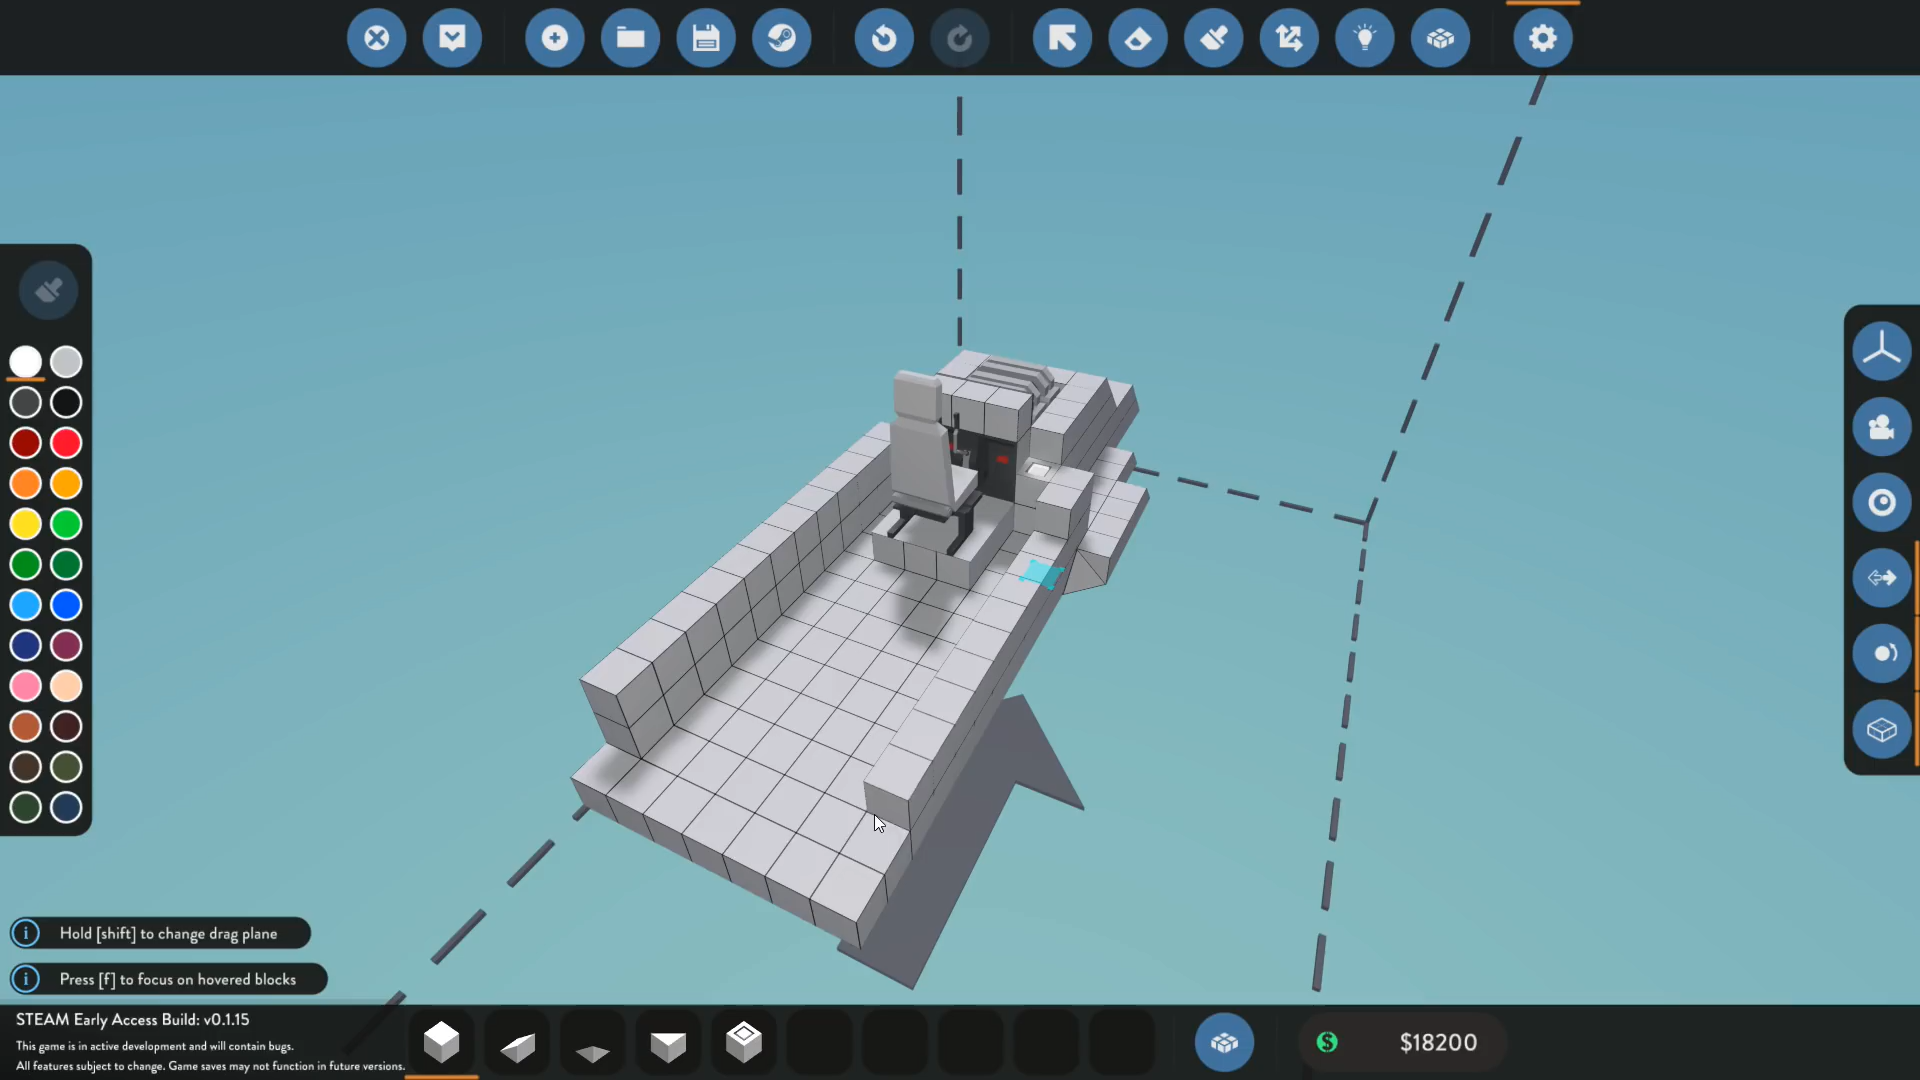 Hold [shift] to change drag plane
Press [f] to focus on hovered blocks
STEAM Early Access Build: v0.1.15
This game is in active development and will contain bugs.
All features subject to change. Game saves may not function in future versions.
$18200